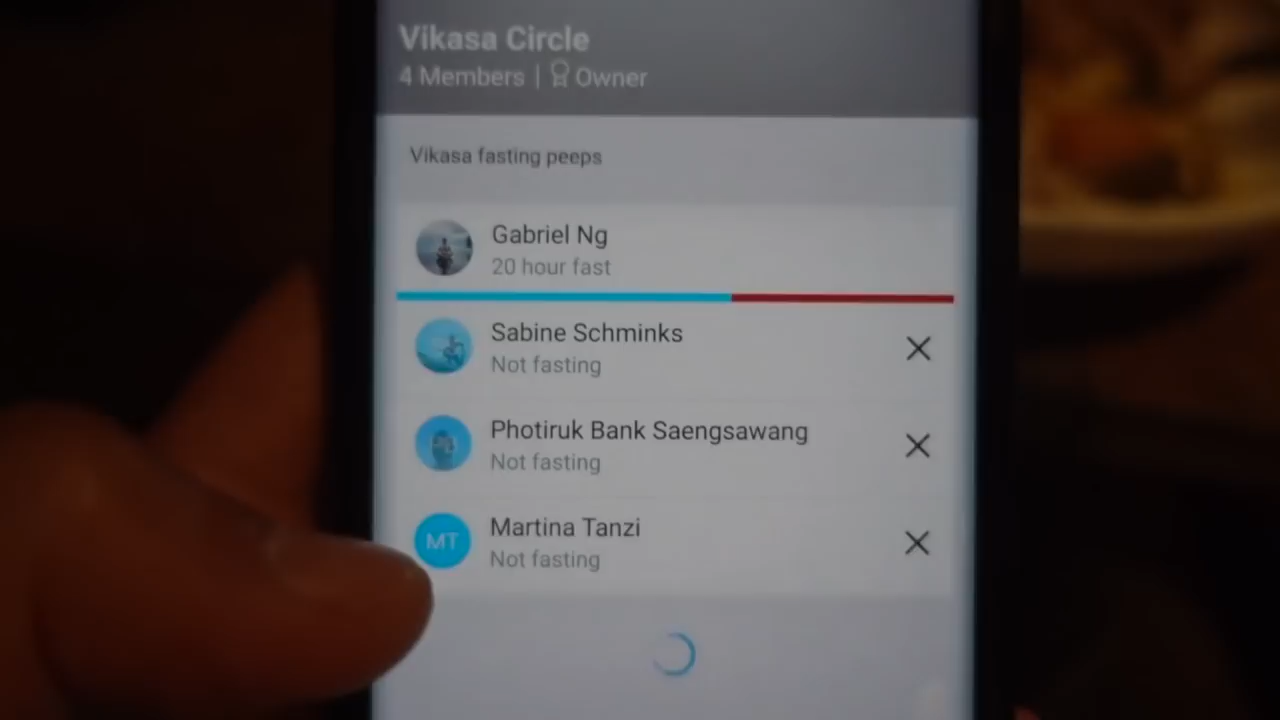 Vikasa Circle
4 Members | Owner
Vikasa fasting peeps
Gabriel Ng
20 hour fast
Sabine Schminks
Not fasting
Photiruk Bank Saengsawang
Not fasting
MT
Martina Tanzi
Not fasting